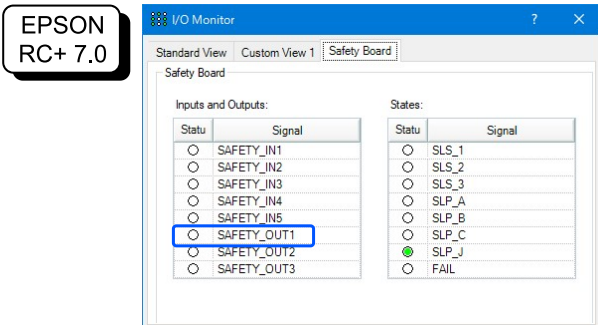 EPSON
RC+ 7.0
I/O Monitor
Standard View Custom View 1 Safety Board
Safety Board
Inputs and Outputs: States:
Statu Signal Statu Signal
SAFETY_IN1 SLS_1
SAFETY_IN2 SLS_2
SAFETY_IN3 SLS_3
SAFETY_IN4 SLP_A
SAFETY_IN5 SLP_B
SAFETY_OUT1 SLP_C
SAFETY_OUT2 SLP_J
SAFETY_OUT3 FAIL